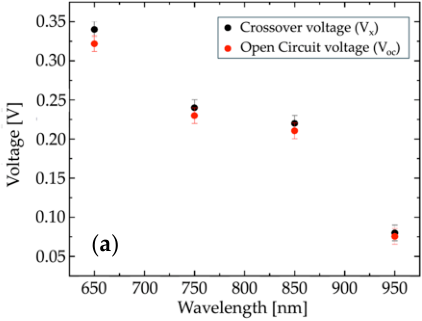 0.35
0.30
0.25
0.20
0.15
0.10
0.05
Voltage [V]
Crossover voltage (Vₓ)
Open Circuit voltage (Vₒc)
(a)
650 700 750 800 850 900 950
Wavelength [nm]